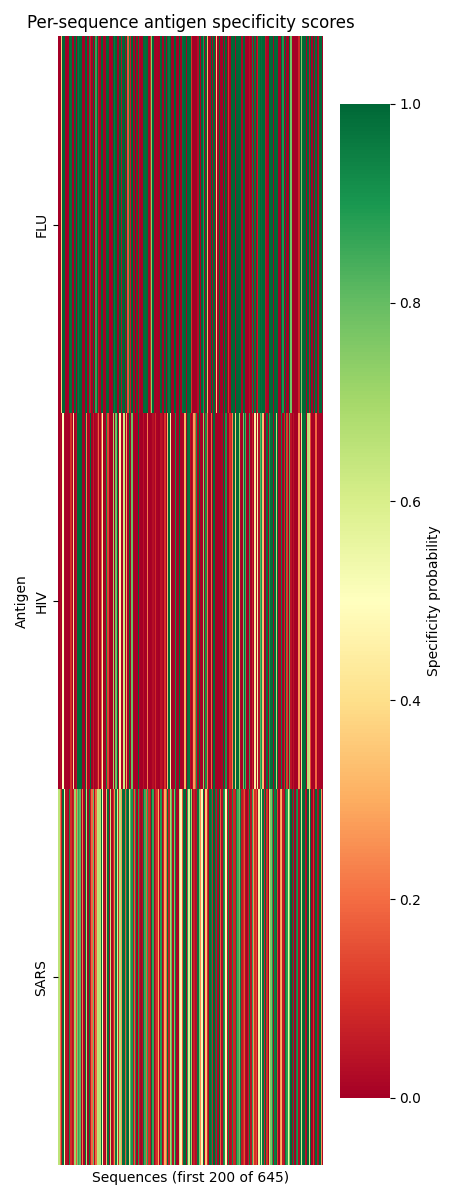 Per-sequence antigen specificity scores
FLU
HIV
SARS
Antigen
Sequences (first 200 of 645)
1.0
0.8
0.6
0.4
0.2
0.0
Specificity probability